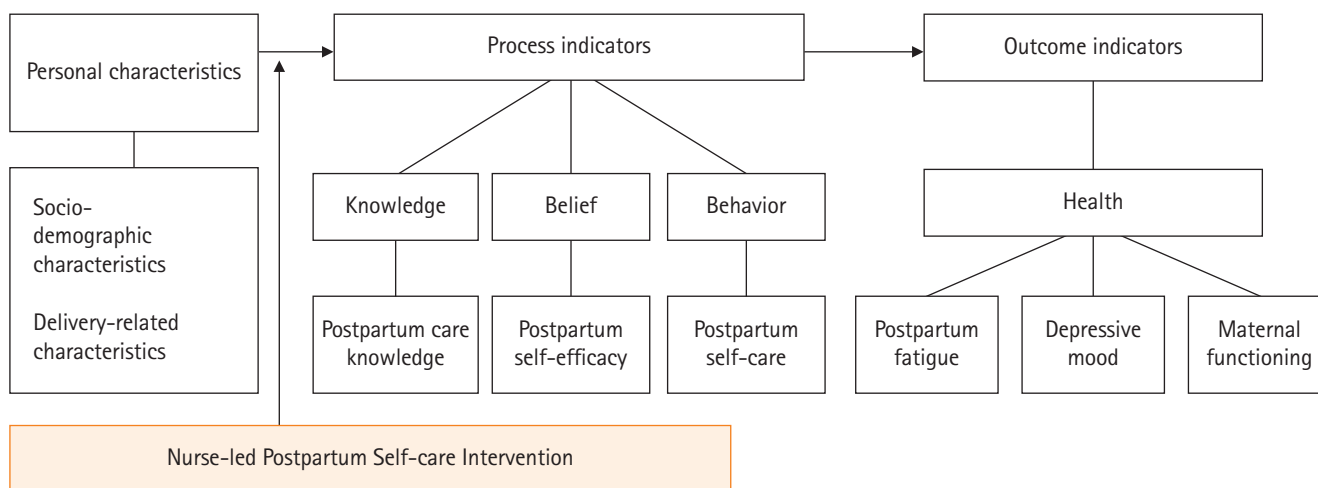 Personal characteristics
Process indicators
Outcome indicators
Socio-
demographic
characteristics
Delivery-related
characteristics
Knowledge
Belief
Behavior
Health
Postpartum care
knowledge
Postpartum
self-efficacy
Postpartum
self-care
Postpartum
fatigue
Depressive
mood
Maternal
functioning
Nurse-led Postpartum Self-care Intervention